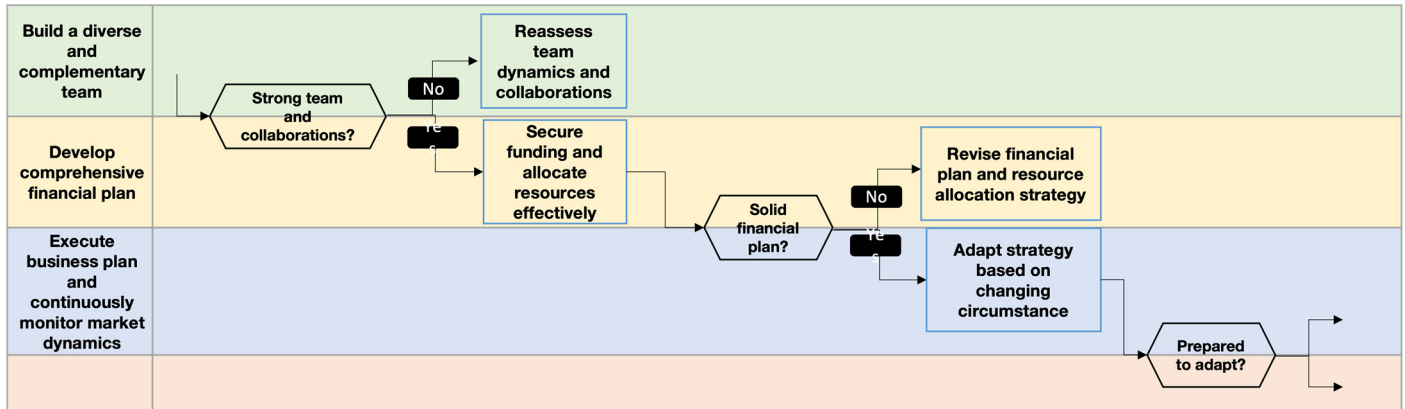 Build a diverse
and
complementary
team
Strong team
and
collaborations?
No
Ye
s
Reassess
team
dynamics and
collaborations
Develop
comprehensive
financial plan
Secure
funding and
allocate
resources
effectively
Solid
financial
plan?
No
Ye
s
Revise financial
plan and resource
allocation strategy
Execute
business plan
and
continuously
monitor market
dynamics
Adapt strategy
based on
changing
circumstance
Prepared
to adapt?